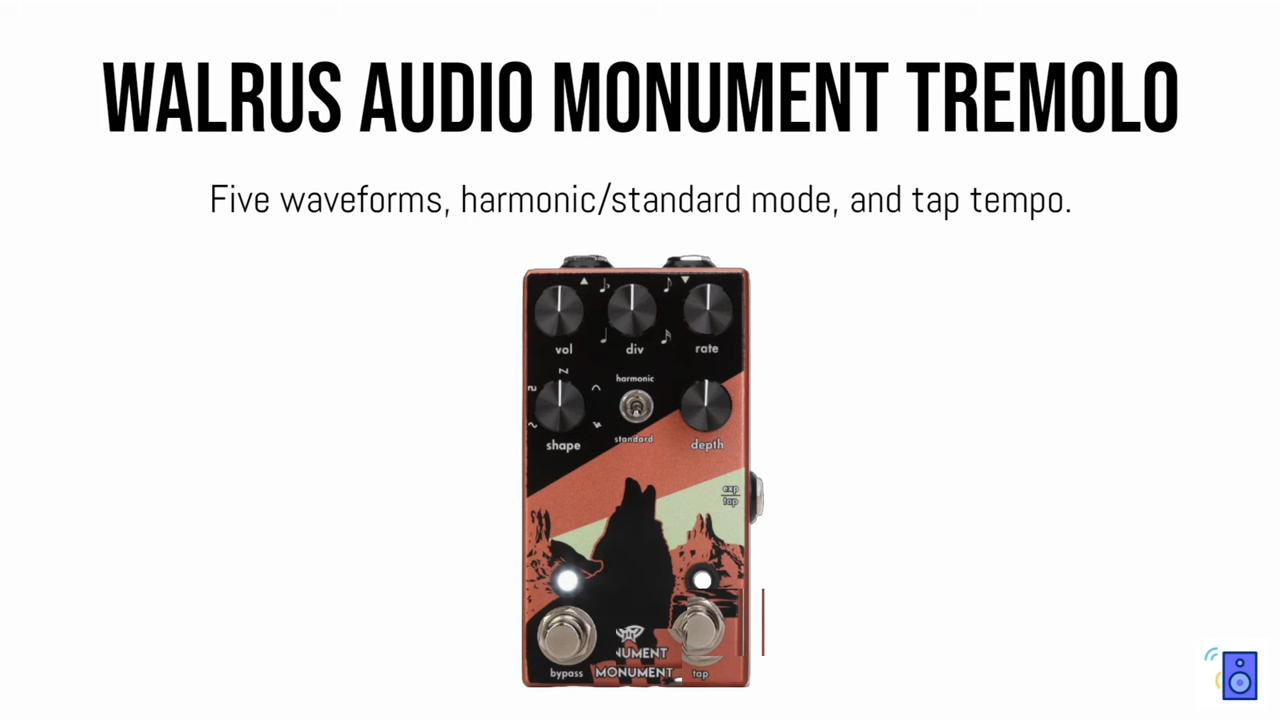 WALRUS AUDIO MONUMENT TREMOLO
Five waveforms, harmonic/standard mode, and tap tempo.
vol div rate
harmonic
standard
shape depth
exp
tap
NUMENT
bypass MONUMENT tap